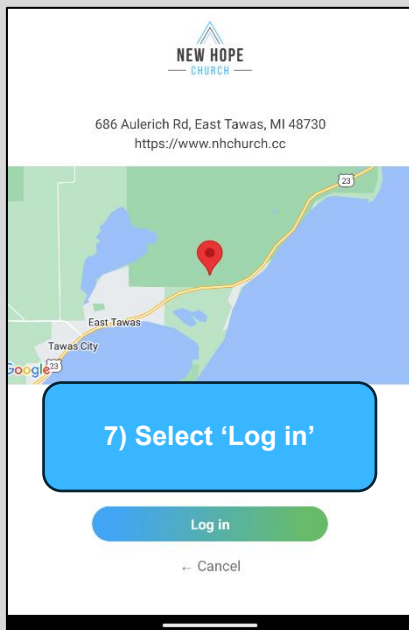 NEW HOPE
CHURCH
686 Aulerich Rd, East Tawas, MI 48730
https://www.nhchurch.cc
23
East Tawas
Tawas City
Google
23
7) Select ‘Log in’
Log in
← Cancel